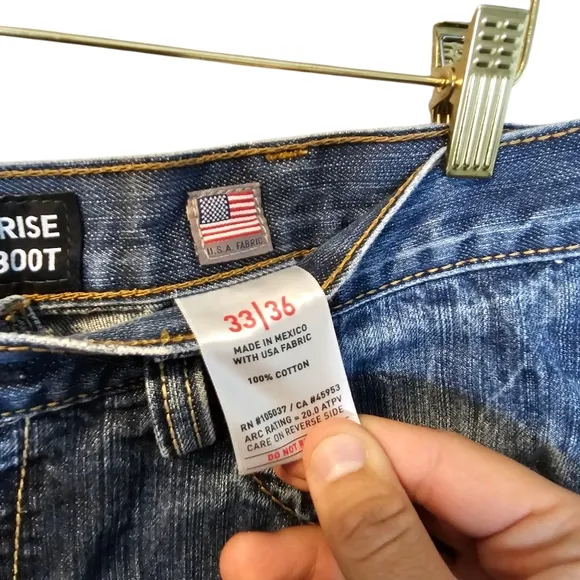 RISE
BOOT
U.S.A. FABRIC
33|36
MADE IN MEXICO
WITH USA FABRIC
100% COTTON
RN #105037 / CA #45953
ARC RATING = 20.0 ATPV
CARE ON REVERSE SIDE
DO NOT